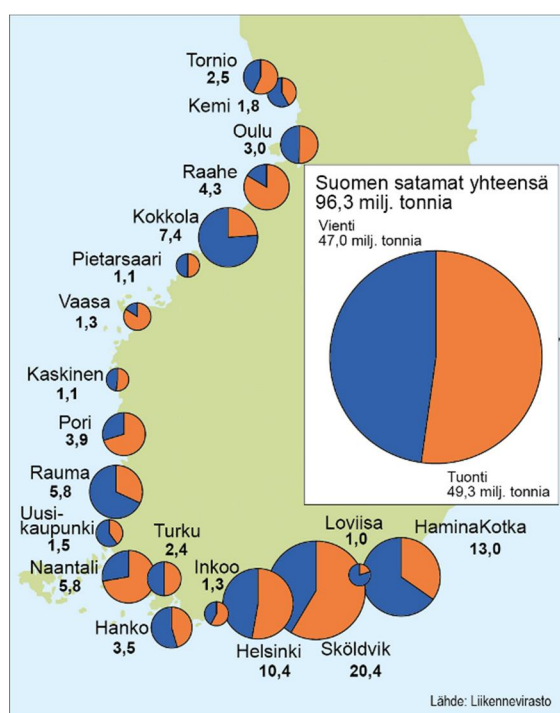 Tornio
2,5
Kemi 1,8
Oulu
3,0
Raahe
4,3
Kokkola
7,4
Pietarsaari
1,1
Vaasa
1,3
Kaskinen
1,1
Pori
3,9
Rauma
5,8
Uusi-
kaupunki
1,5
Naantali
5,8
Turku
2,4
Hanko
3,5
Inkoo
1,3
Helsinki
10,4
Sköldvik
20,4
Loviisa
1,0
HaminaKotka
13,0
Suomen satamat yhteensä
96,3 milj. tonnia
Vienti
47,0 milj. tonnia
Tuonti
49,3 milj. tonnia
Lähde: Liikennevirasto